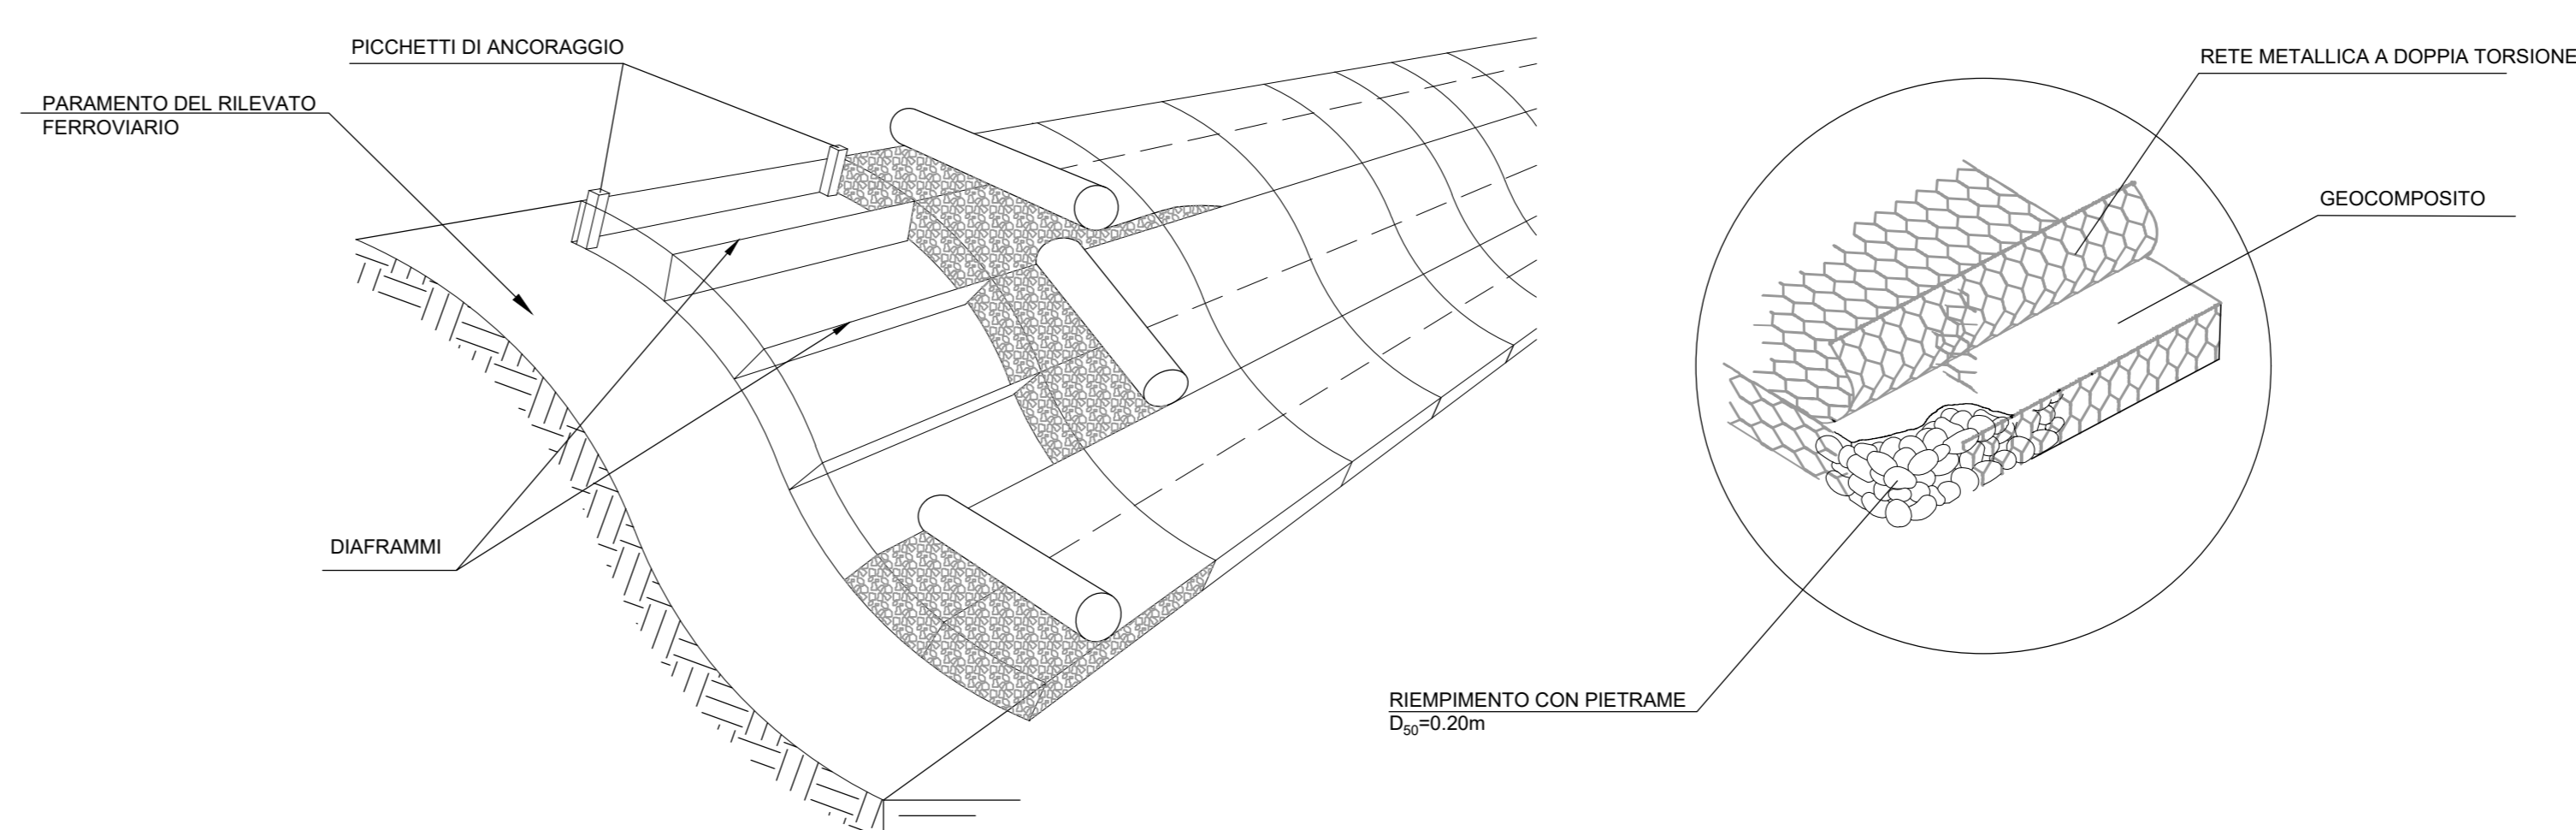 PICCHETTI DI ANCORAGGIO
PARAMENTO DEL RILEVATO
FERROVIARIO
DIAFRAMMI
RETE METALLICA A DOPPIA TORSIONE
GEOCOMPOSITO
RIEMPIMENTO CON PIETRAME
D₅₀=0.20m